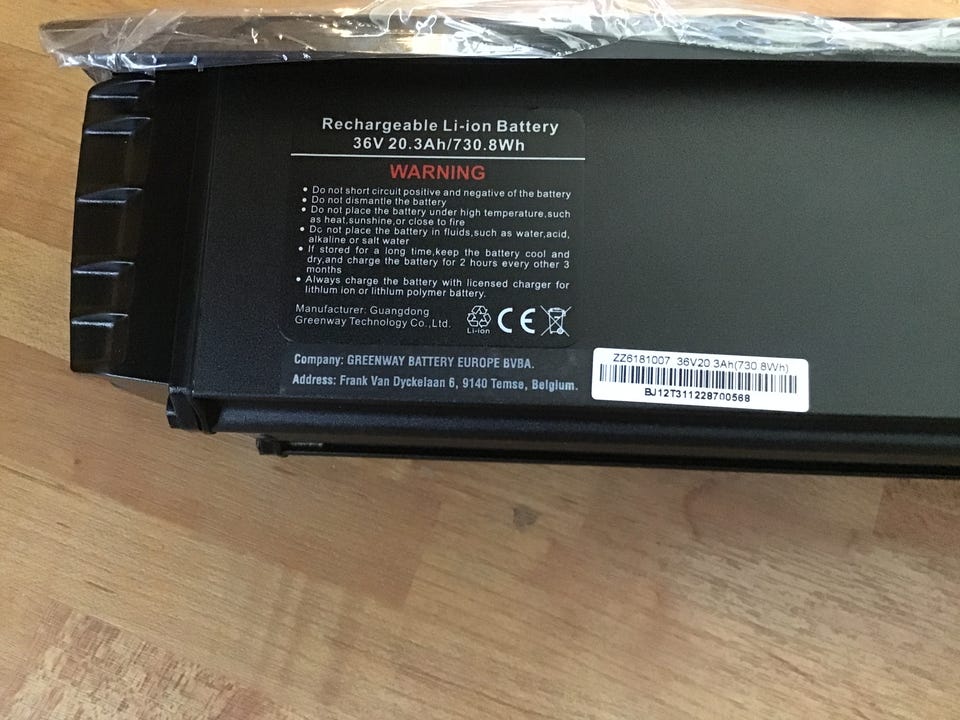 Rechargeable Li-ion Battery
36V 20.3Ah/730.8Wh
WARNING
• Do not short circuit positive and negative of the battery
• Do not dismantle the battery
• Do not place the battery under high temperature,such
as heat,sunshine,or close to fire
• Do not place the battery in fluids,such as water,acid,
alkaline or salt water
• If stored for a long time,keep the battery cool and
dry,and charge the battery for 2 hours every other 3
months
• Always charge the battery with licensed charger for
lithium ion or lithium polymer battery.
Manufacturer: Guangdong
Greenway Technology Co.,Ltd.
Li-ion
CE
Company: GREENWAY BATTERY EUROPE BVBA.
Address: Frank Van Dyckelaan 6, 9140 Temse, Belgium.
ZZ6181007 36V20.3Ah(730.8Wh)
BJ12T311228700568